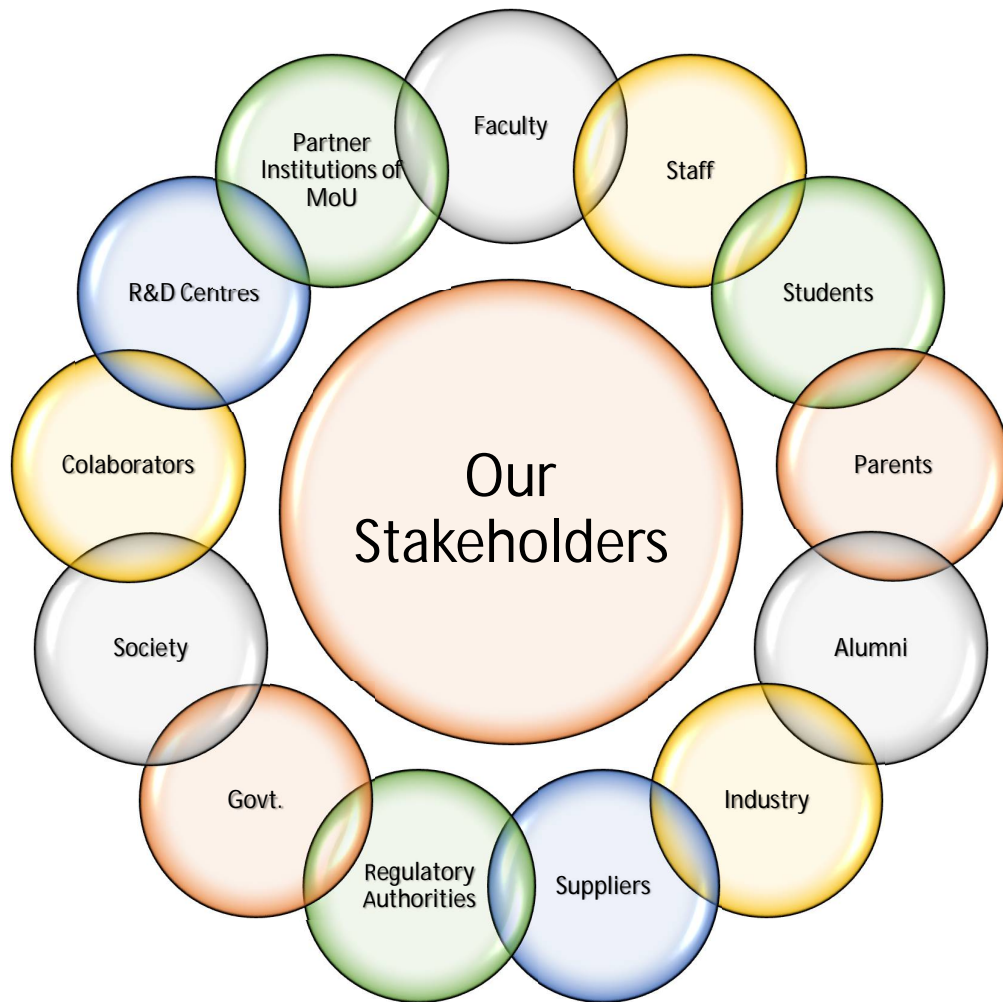 Our
Stakeholders
Faculty
Staff
Students
Parents
Alumni
Industry
Suppliers
Regulatory
Authorities
Govt.
Society
Colaborators
R&D Centres
Partner
Institutions of
MoU